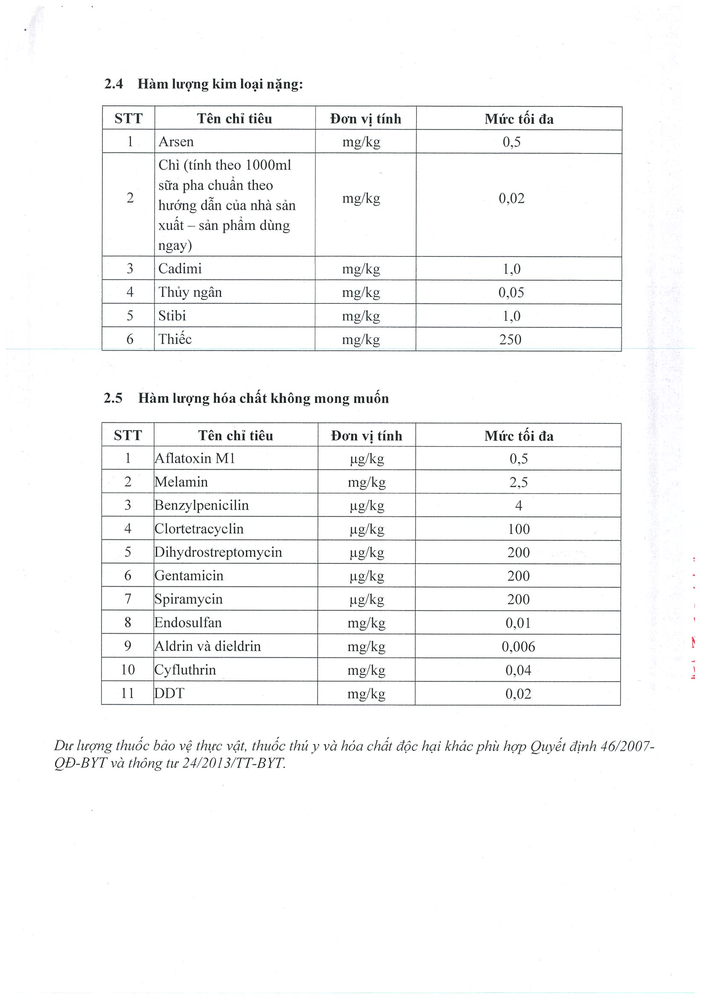 2.4 Hàm lượng kim loại nặng:
STT Tên chỉ tiêu Đơn vị tính Mức tối đa
1 Arsen mg/kg 0,5
Chì (tính theo 1000ml
sữa pha chuẩn theo
2 hướng dẫn của nhà sản mg/kg 0,02
xuất – sản phẩm dùng
ngay)
3 Cadimi mg/kg 1,0
4 Thủy ngân mg/kg 0,05
5 Stibi mg/kg 1,0
6 Thiếc mg/kg 250
2.5 Hàm lượng hóa chất không mong muốn
STT Tên chỉ tiêu Đơn vị tính Mức tối đa
1 Aflatoxin M1 µg/kg 0,5
2 Melamin mg/kg 2,5
3 Benzylpenicilin µg/kg 4
4 Clortetracyclin µg/kg 100
5 Dihydrostreptomycin µg/kg 200
6 Gentamicin µg/kg 200
7 Spiramycin µg/kg 200
8 Endosulfan mg/kg 0,01
9 Aldrin và dieldrin mg/kg 0,006
10 Cyfluthrin mg/kg 0,04
11 DDT mg/kg 0,02
Dư lượng thuốc bảo vệ thực vật, thuốc thú y và hóa chất độc hại khác phù hợp Quyết định 46/2007-
QĐ-BYT và thông tư 24/2013/TT-BYT.